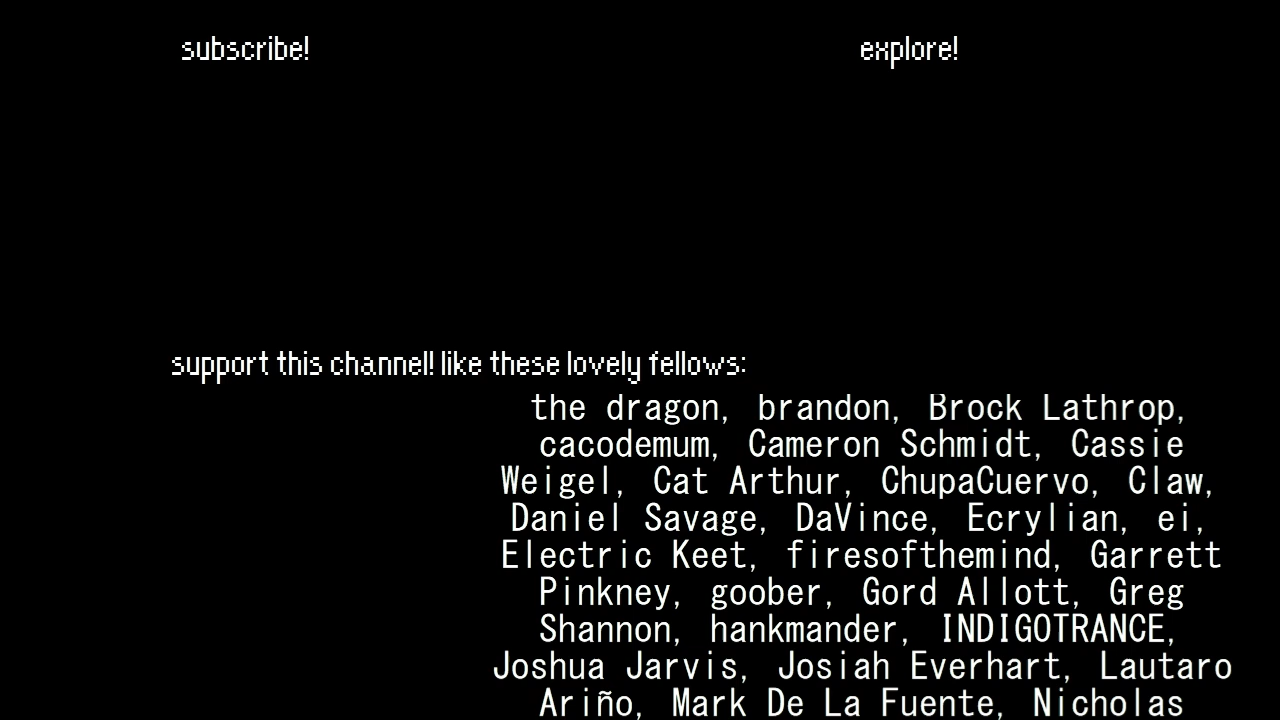 subscribe!
explore!
support this channel! like these lovely fellows:
the dragon, brandon, Brock Lathrop,
cacodemum, Cameron Schmidt, Cassie
Weigel, Cat Arthur, ChupaCuervo, Claw,
Daniel Savage, DaVince, Ecrylian, ei,
Electric Keet, firesofthemind, Garrett
Pinkney, goober, Gord Allott, Greg
Shannon, hankmander, INDIGOTRANCE,
Joshua Jarvis, Josiah Everhart, Lautaro
Ariño, Mark De La Fuente, Nicholas